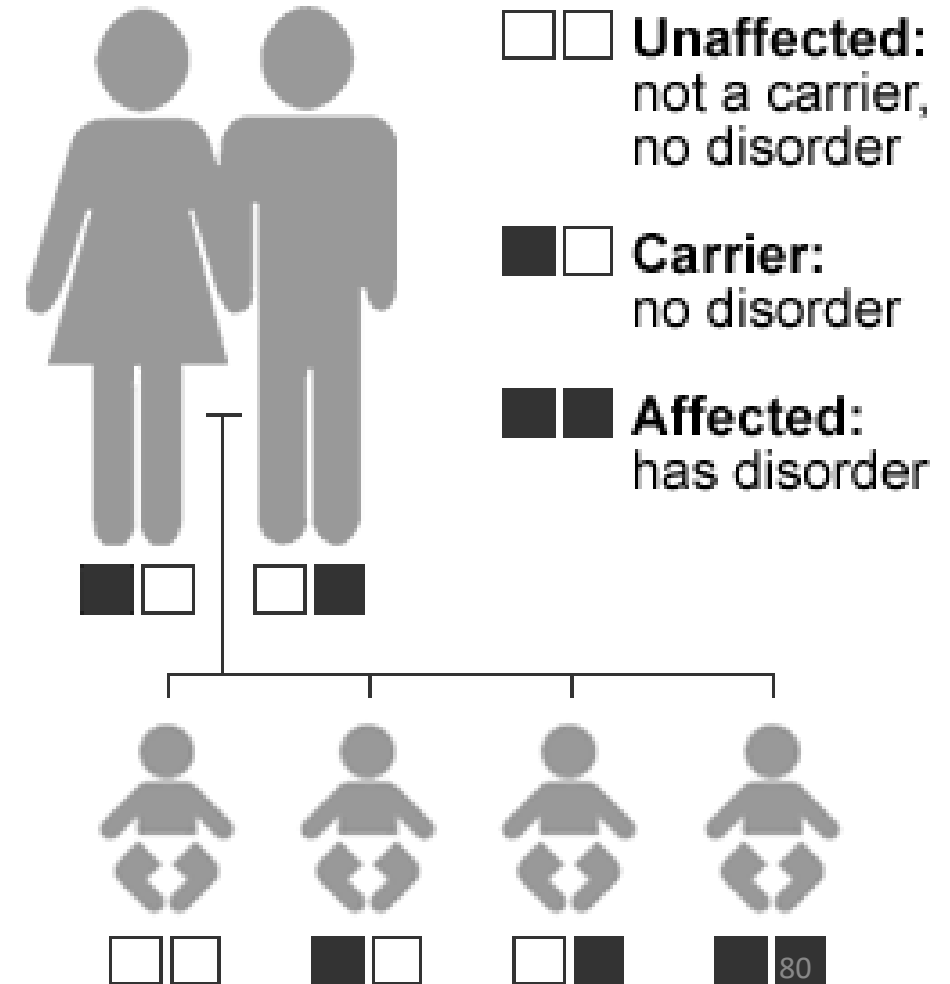 Unaffected:
not a carrier,
no disorder
Carrier:
no disorder
Affected:
has disorder
80